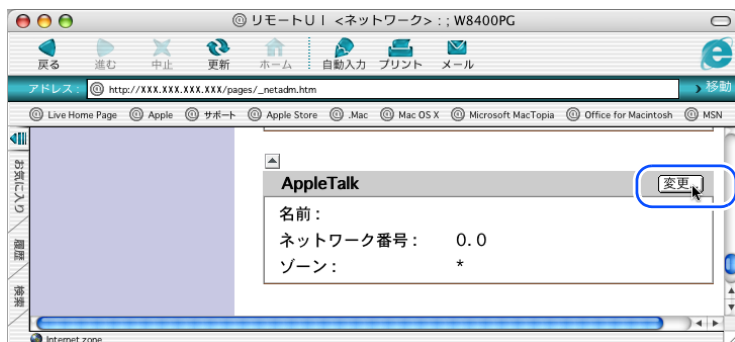 @ リモートUI <ネットワーク> : ; W8400PG
戻る 進む 中止 更新 ホーム 自動入力 プリント メール
アドレス : @ http://XXX.XXX.XXX.XXX/pages/_netadm.htm 移動
@ Live Home Page @ Apple @ サポート @ Apple Store @ .Mac @ Mac OS X @ Microsoft MacTopia @ Office for Macintosh @ MSN
お気に入り
履歴
検索
AppleTalk 変更...
名前 :
ネットワーク番号 : 0.0
ゾーン : *
Internet zone